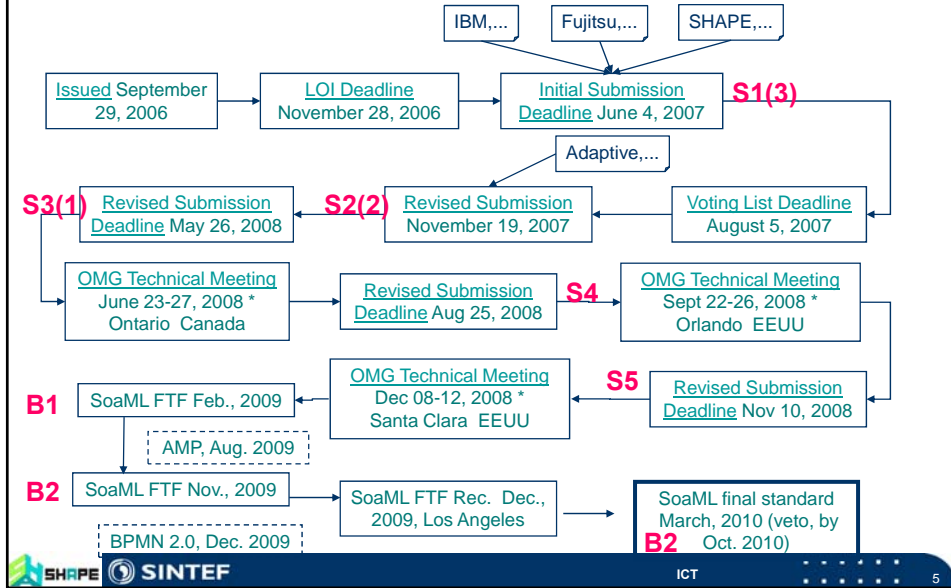 IBM,...
Fujitsu,...
SHAPE,...
Issued September
29, 2006
LOI Deadline
November 28, 2006
Initial Submission
Deadline June 4, 2007
S1(3)
Adaptive,...
S3(1)
Revised Submission
Deadline May 26, 2008
S2(2)
Revised Submission
November 19, 2007
Voting List Deadline
August 5, 2007
OMG Technical Meeting
June 23-27, 2008 *
Ontario Canada
Revised Submission
Deadline Aug 25, 2008
S4
OMG Technical Meeting
Sept 22-26, 2008 *
Orlando EEUU
B1
SoaML FTF Feb., 2009
OMG Technical Meeting
Dec 08-12, 2008 *
Santa Clara EEUU
S5
Revised Submission
Deadline Nov 10, 2008
AMP, Aug. 2009
B2
SoaML FTF Nov., 2009
SoaML FTF Rec. Dec.,
2009, Los Angeles
SoaML final standard
March, 2010 (veto, by
Oct. 2010)
B2
BPMN 2.0, Dec. 2009
SHAPE
SINTEF
ICT
5